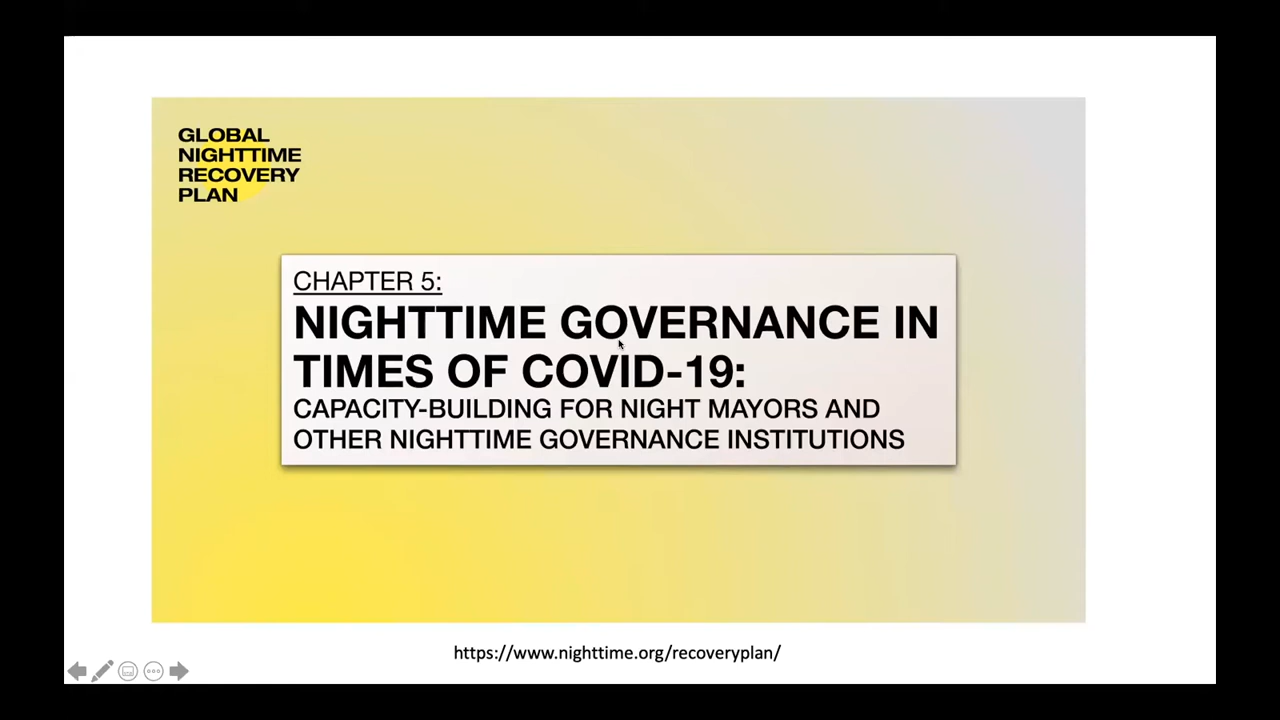 GLOBAL
NIGHTTIME
RECOVERY
PLAN
CHAPTER 5:
NIGHTTIME GOVERNANCE IN
TIMES OF COVID-19:
CAPACITY-BUILDING FOR NIGHT MAYORS AND
OTHER NIGHTTIME GOVERNANCE INSTITUTIONS
https://www.nighttime.org/recoveryplan/